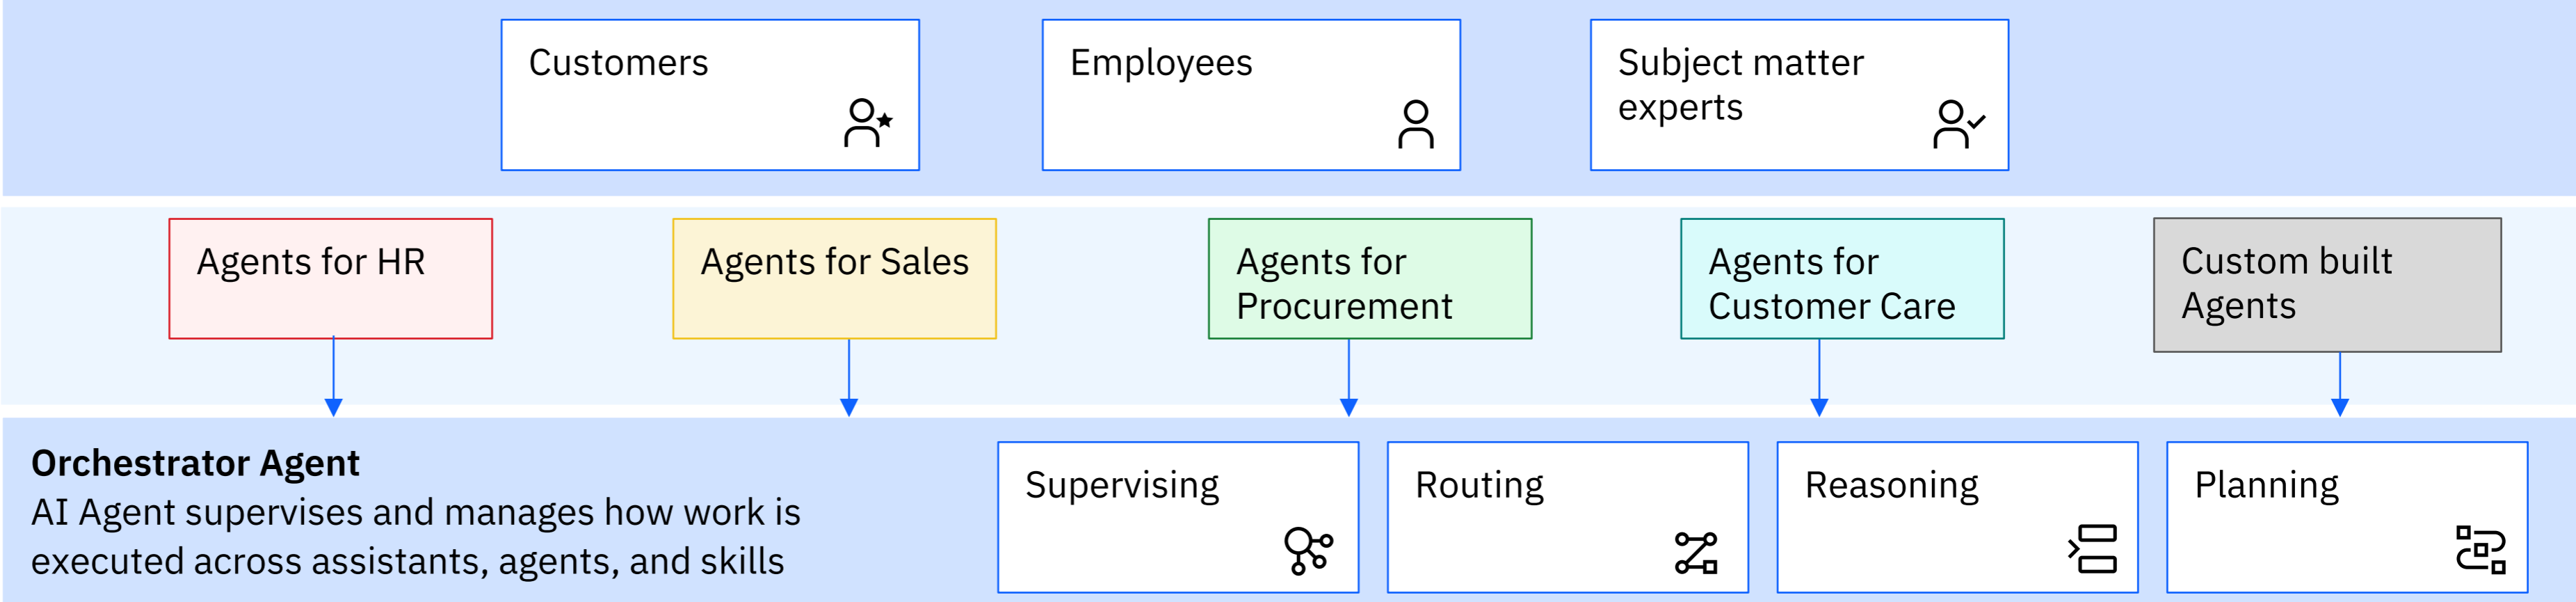 Customers
Employees
Subject matter
experts
Agents for HR
Agents for Sales
Agents for
Procurement
Agents for
Customer Care
Custom built
Agents
Orchestrator Agent
AI Agent supervises and manages how work is
executed across assistants, agents, and skills
Supervising
Routing
Reasoning
Planning